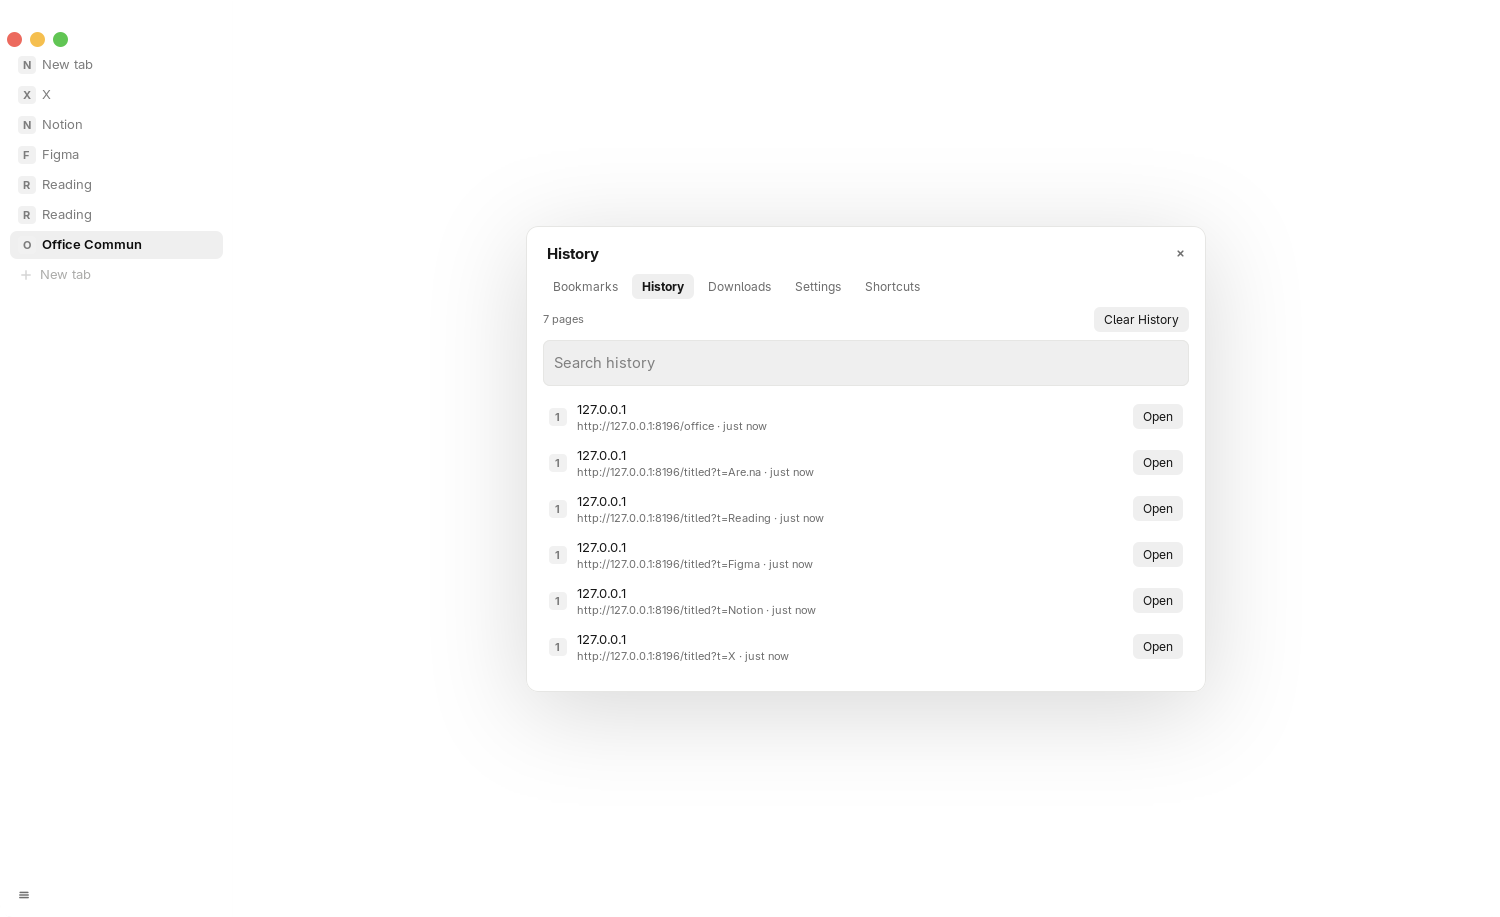 N New tab
X X
N Notion
F Figma
R Reading
R Reading
O Office Commun
+ New tab
History ×
Bookmarks History Downloads Settings Shortcuts
7 pages Clear History
Search history
1 127.0.0.1 Open
http://127.0.0.1:8196/office · just now
1 127.0.0.1 Open
http://127.0.0.1:8196/titled?t=Are.na · just now
1 127.0.0.1 Open
http://127.0.0.1:8196/titled?t=Reading · just now
1 127.0.0.1 Open
http://127.0.0.1:8196/titled?t=Figma · just now
1 127.0.0.1 Open
http://127.0.0.1:8196/titled?t=Notion · just now
1 127.0.0.1 Open
http://127.0.0.1:8196/titled?t=X · just now